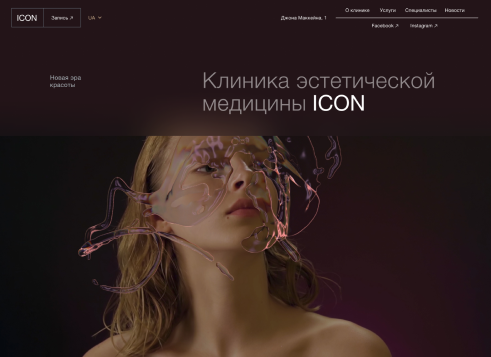 ICON
Запись ↗
UA
Джона Маккейна, 1
О клинике Услуги Специалисты Новости
Facebook ↗ Instagram ↗
Новая эра
красоты
Клиника эстетической
медицины ICON